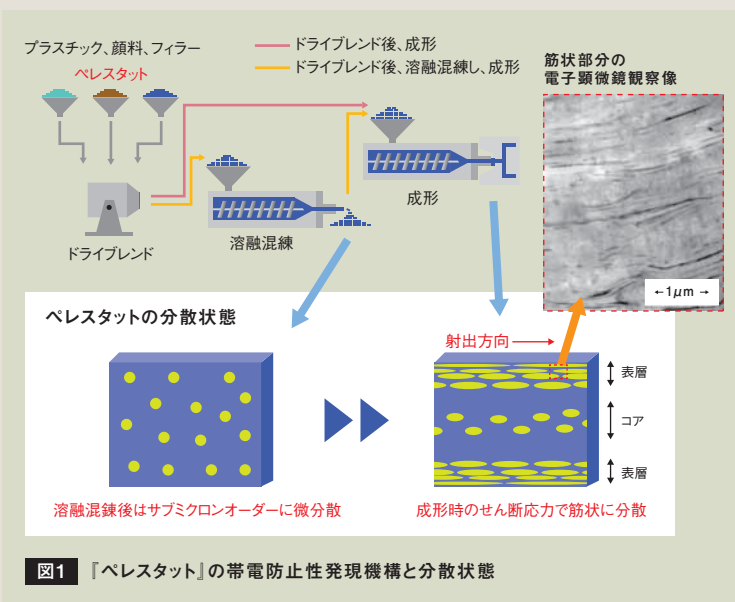 プラスチック、顔料、フィラー
ペレスタット
ドライブレンド後、成形
ドライブレンド後、溶融混練し、成形
筋状部分の
電子顕微鏡観察像
成形
溶融混練
ドライブレンド
←1μm→
ペレスタットの分散状態
射出方向
表層
コア
表層
溶融混錬後はサブミクロンオーダーに微分散
成形時のせん断応力で筋状に分散
図1 『ペレスタット』の帯電防止性発現機構と分散状態